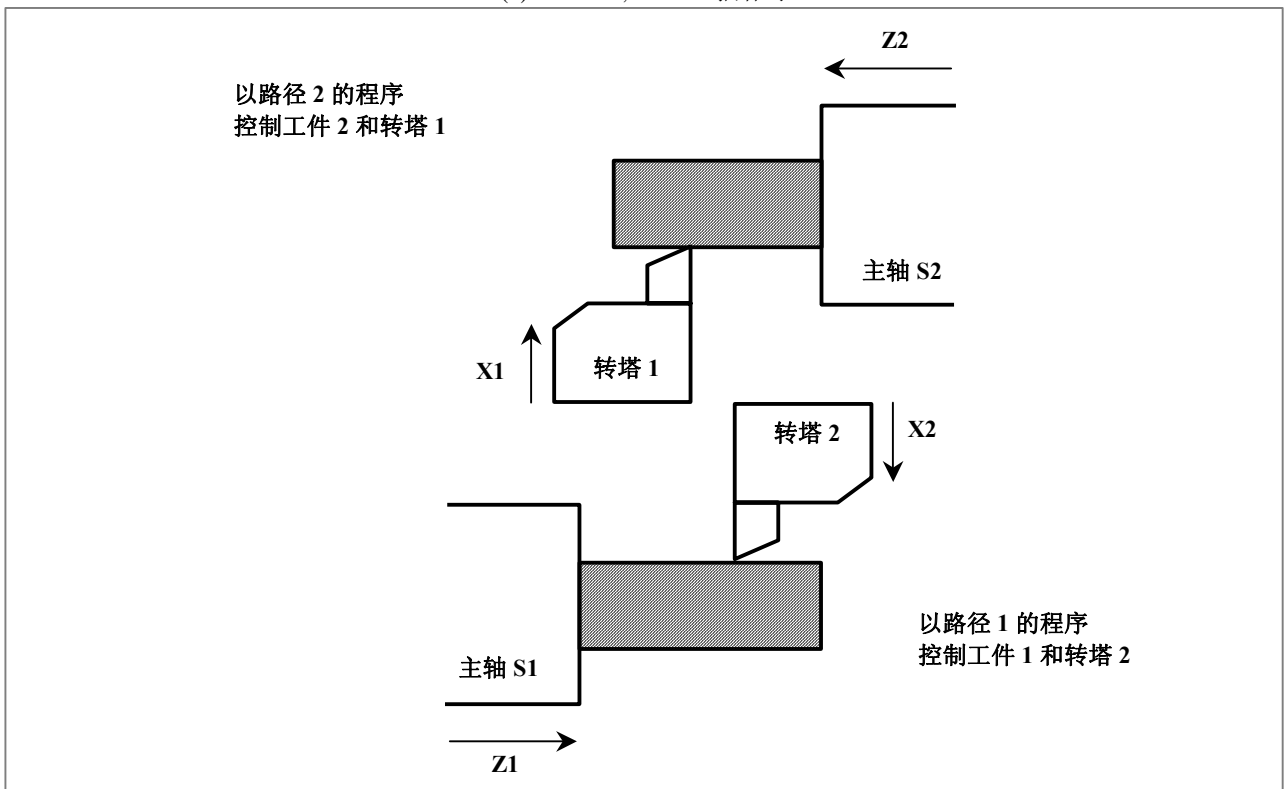 Z2
以路径 2 的程序
控制工件 2 和转塔 1
主轴 S2
X1
转塔 1
转塔 2
X2
以路径 1 的程序
控制工件 1 和转塔 2
主轴 S1
Z1